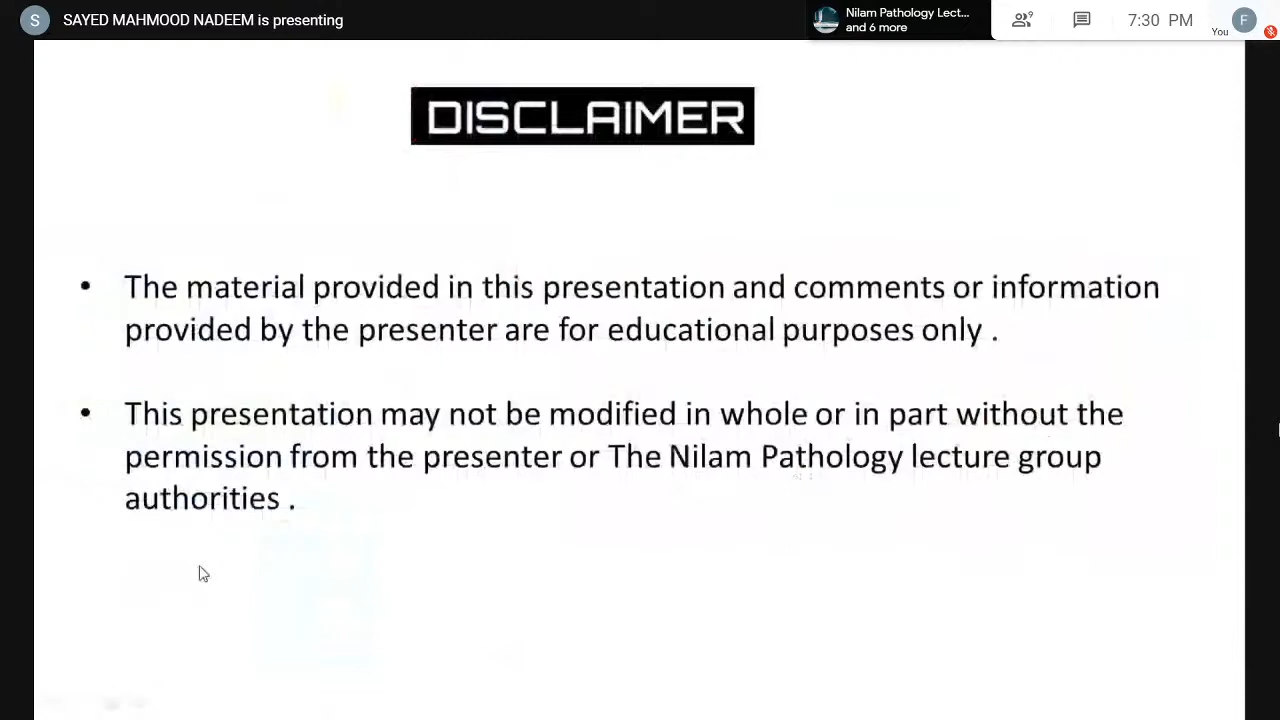 S SAYED MAHMOOD NADEEM is presenting
Nilam Pathology Lect...
and 6 more
9
7:30 PM
You
F
DISCLAIMER
• The material provided in this presentation and comments or information
provided by the presenter are for educational purposes only .
• This presentation may not be modified in whole or in part without the
permission from the presenter or The Nilam Pathology lecture group
authorities .